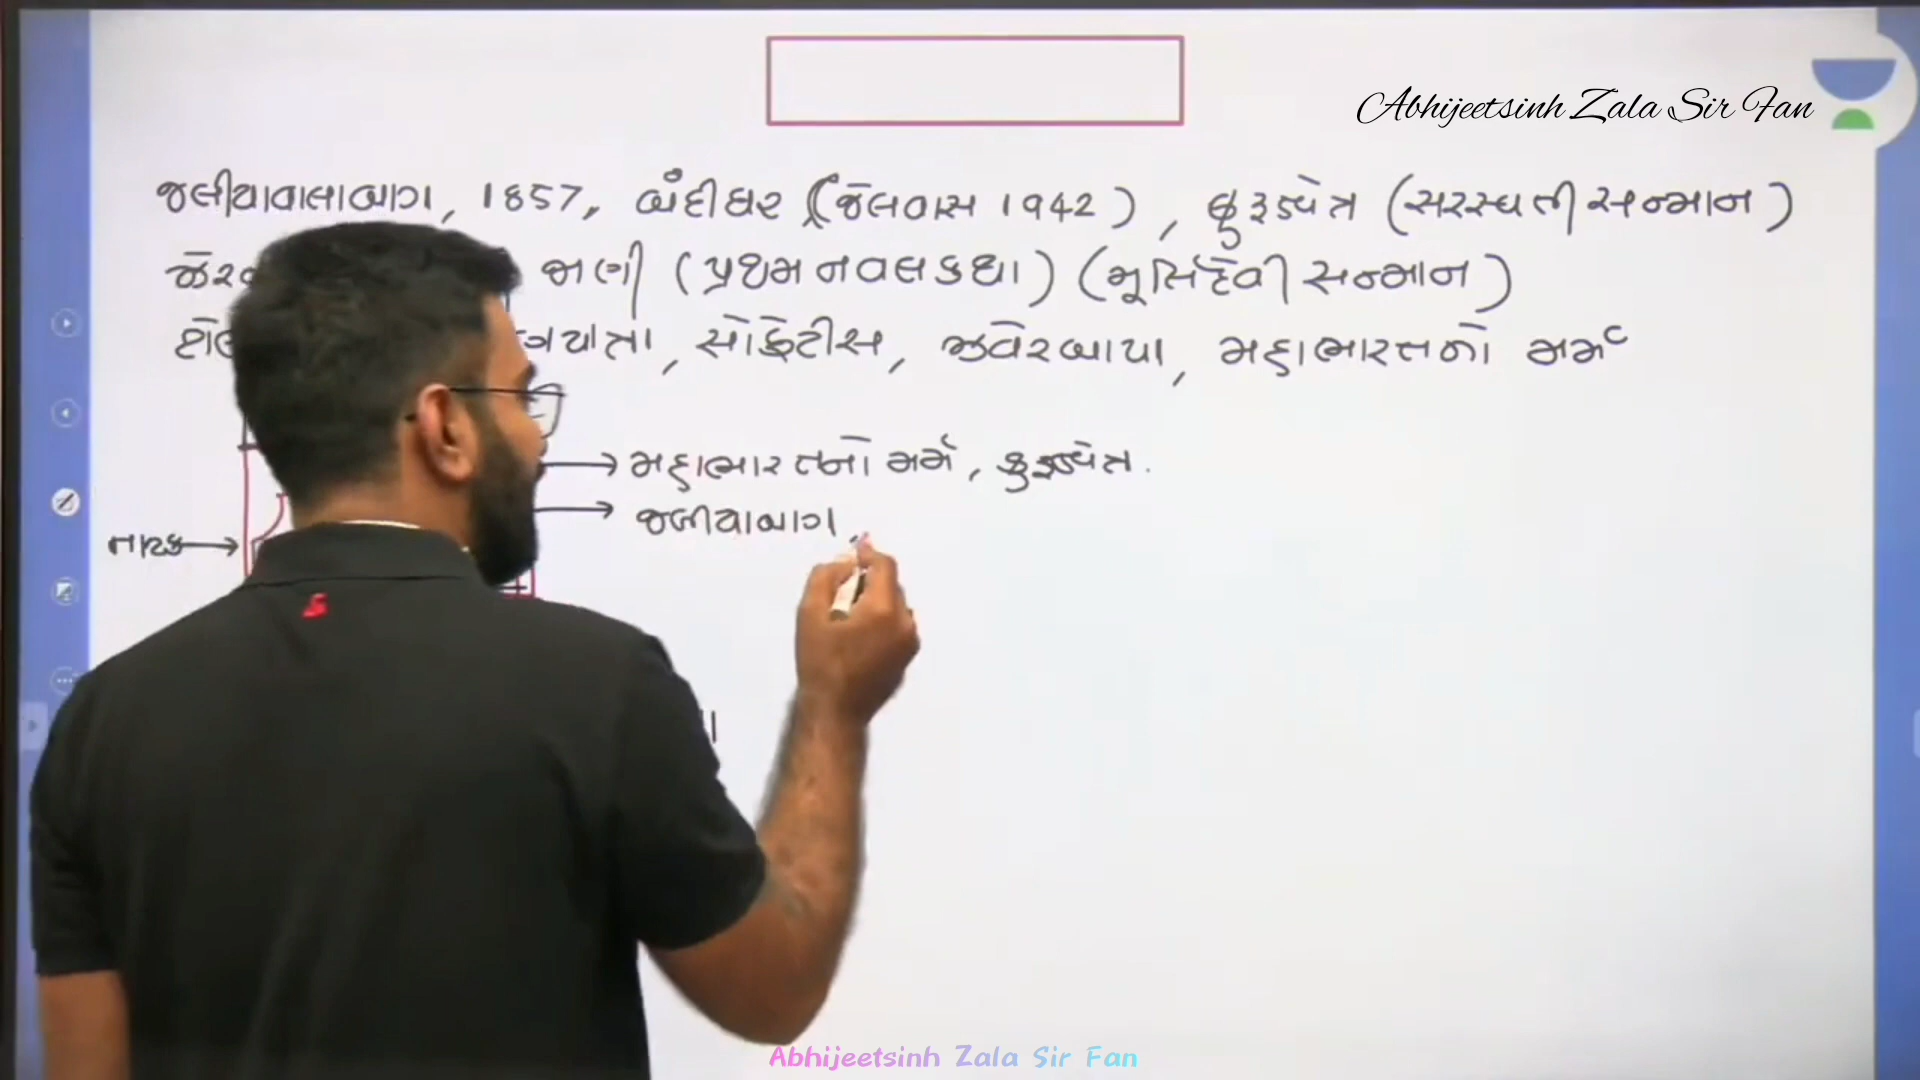 Abhijeetsinh Zala Sir Fan
જલીયાવાલાબાગ, 1857, બંદીઘર (જેલવાસ 1942), કુરુક્ષેત્ર (સરસ્વતી સન્માન)
જાણી (પ્રથમ નવલકથા) (મૂર્તિદેવી સન્માન)
સોક્રેટીસ, ઝવેરબાપા, મહાભારતનો મર્મ
→ મહાભારતનો મર્મ, કુરુક્ષેત્ર.
→ જલીયાબાગ,
નાટક →
Abhijeetsinh Zala Sir Fan